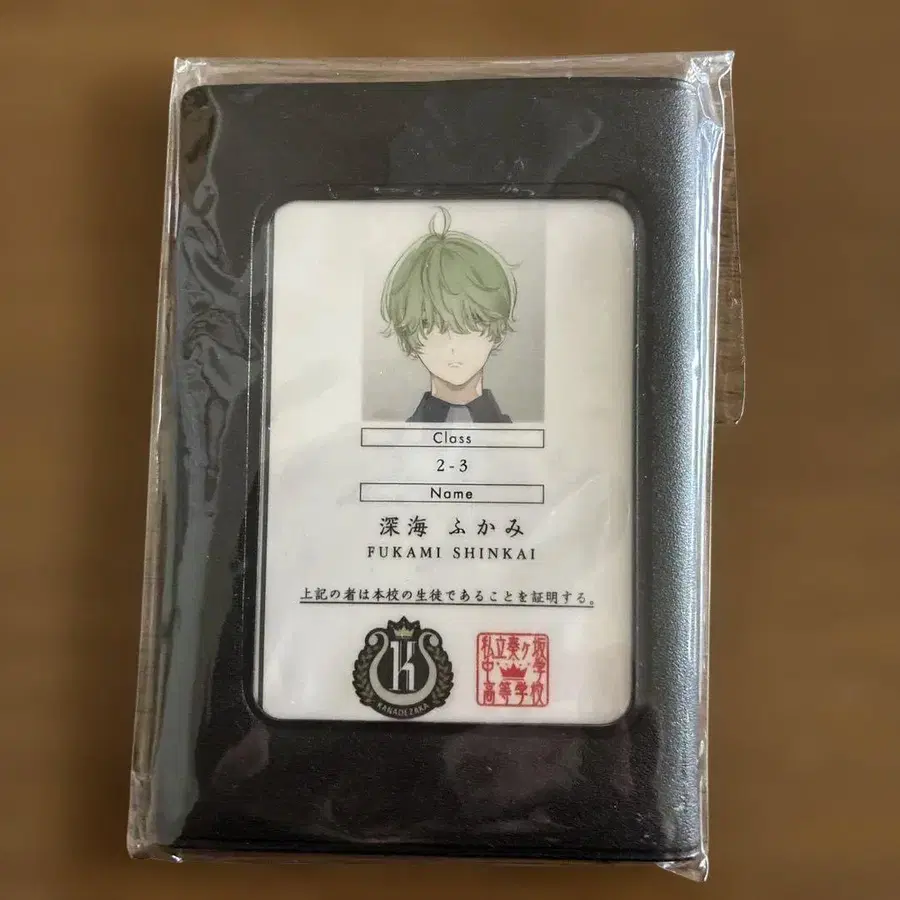 Class
2-3
Name
深海 ふかみ
FUKAMI SHINKAI
上記の者は本校の生徒であることを証明する。
K
KANADEZAKA
私立奏ヶ坂
中学
高等学校